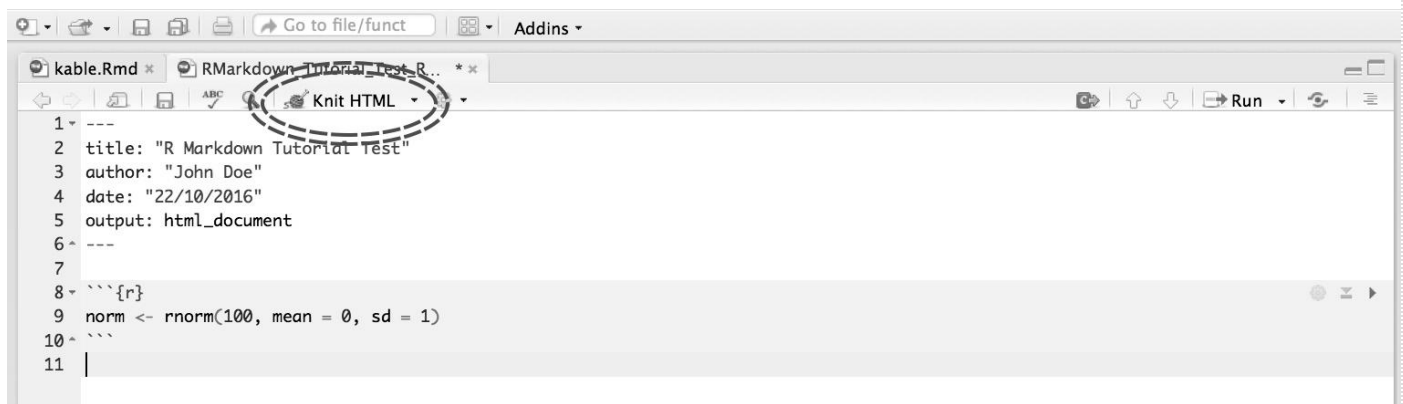 Go to file/funct Addins
kable.Rmd × RMarkdown_Tutorial_Test_R... * ×
ABC Knit HTML Run
1 ---
2 title: "R Markdown Tutorial Test"
3 author: "John Doe"
4 date: "22/10/2016"
5 output: html_document
6 ---
7
8 ```{r}
9 norm <- rnorm(100, mean = 0, sd = 1)
10 ```
11